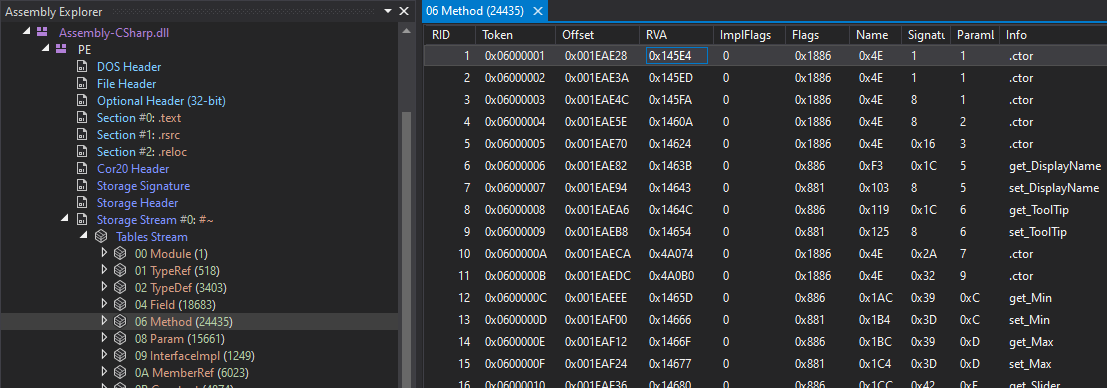 Assembly Explorer
Assembly-CSharp.dll
PE
DOS Header
File Header
Optional Header (32-bit)
Section #0: .text
Section #1: .rsrc
Section #2: .reloc
Cor20 Header
Storage Signature
Storage Header
Storage Stream #0: #~
Tables Stream
00 Module (1)
01 TypeRef (518)
02 TypeDef (3403)
04 Field (18683)
06 Method (24435)
08 Param (15661)
09 InterfaceImpl (1249)
0A MemberRef (6023)
06 Method (24435)
RID Token Offset RVA ImplFlags Flags Name Signatu Paraml Info
1 0x06000001 0x001EAE28 0x145E4 0 0x1886 0x4E 1 1 .ctor
2 0x06000002 0x001EAE3A 0x145ED 0 0x1886 0x4E 1 1 .ctor
3 0x06000003 0x001EAE4C 0x145FA 0 0x1886 0x4E 8 1 .ctor
4 0x06000004 0x001EAE5E 0x1460A 0 0x1886 0x4E 8 2 .ctor
5 0x06000005 0x001EAE70 0x14624 0 0x1886 0x4E 0x16 3 .ctor
6 0x06000006 0x001EAE82 0x1463B 0 0x886 0xF3 0x1C 5 get_DisplayName
7 0x06000007 0x001EAE94 0x14643 0 0x881 0x103 8 5 set_DisplayName
8 0x06000008 0x001EAEA6 0x1464C 0 0x886 0x119 0x1C 6 get_ToolTip
9 0x06000009 0x001EAEB8 0x14654 0 0x881 0x125 8 6 set_ToolTip
10 0x0600000A 0x001EAECA 0x4A074 0 0x1886 0x4E 0x2A 7 .ctor
11 0x0600000B 0x001EAEDC 0x4A0B0 0 0x1886 0x4E 0x32 9 .ctor
12 0x0600000C 0x001EAEEE 0x1465D 0 0x886 0x1AC 0x39 0xC get_Min
13 0x0600000D 0x001EAF00 0x14666 0 0x881 0x1B4 0x3D 0xC set_Min
14 0x0600000E 0x001EAF12 0x1466F 0 0x886 0x1BC 0x39 0xD get_Max
15 0x0600000F 0x001EAF24 0x14677 0 0x881 0x1C4 0x3D 0xD set_Max
16 0x06000010 0x001EAF36 0x14680 0 0x886 0x1CC 0x42 0xE get_Slider